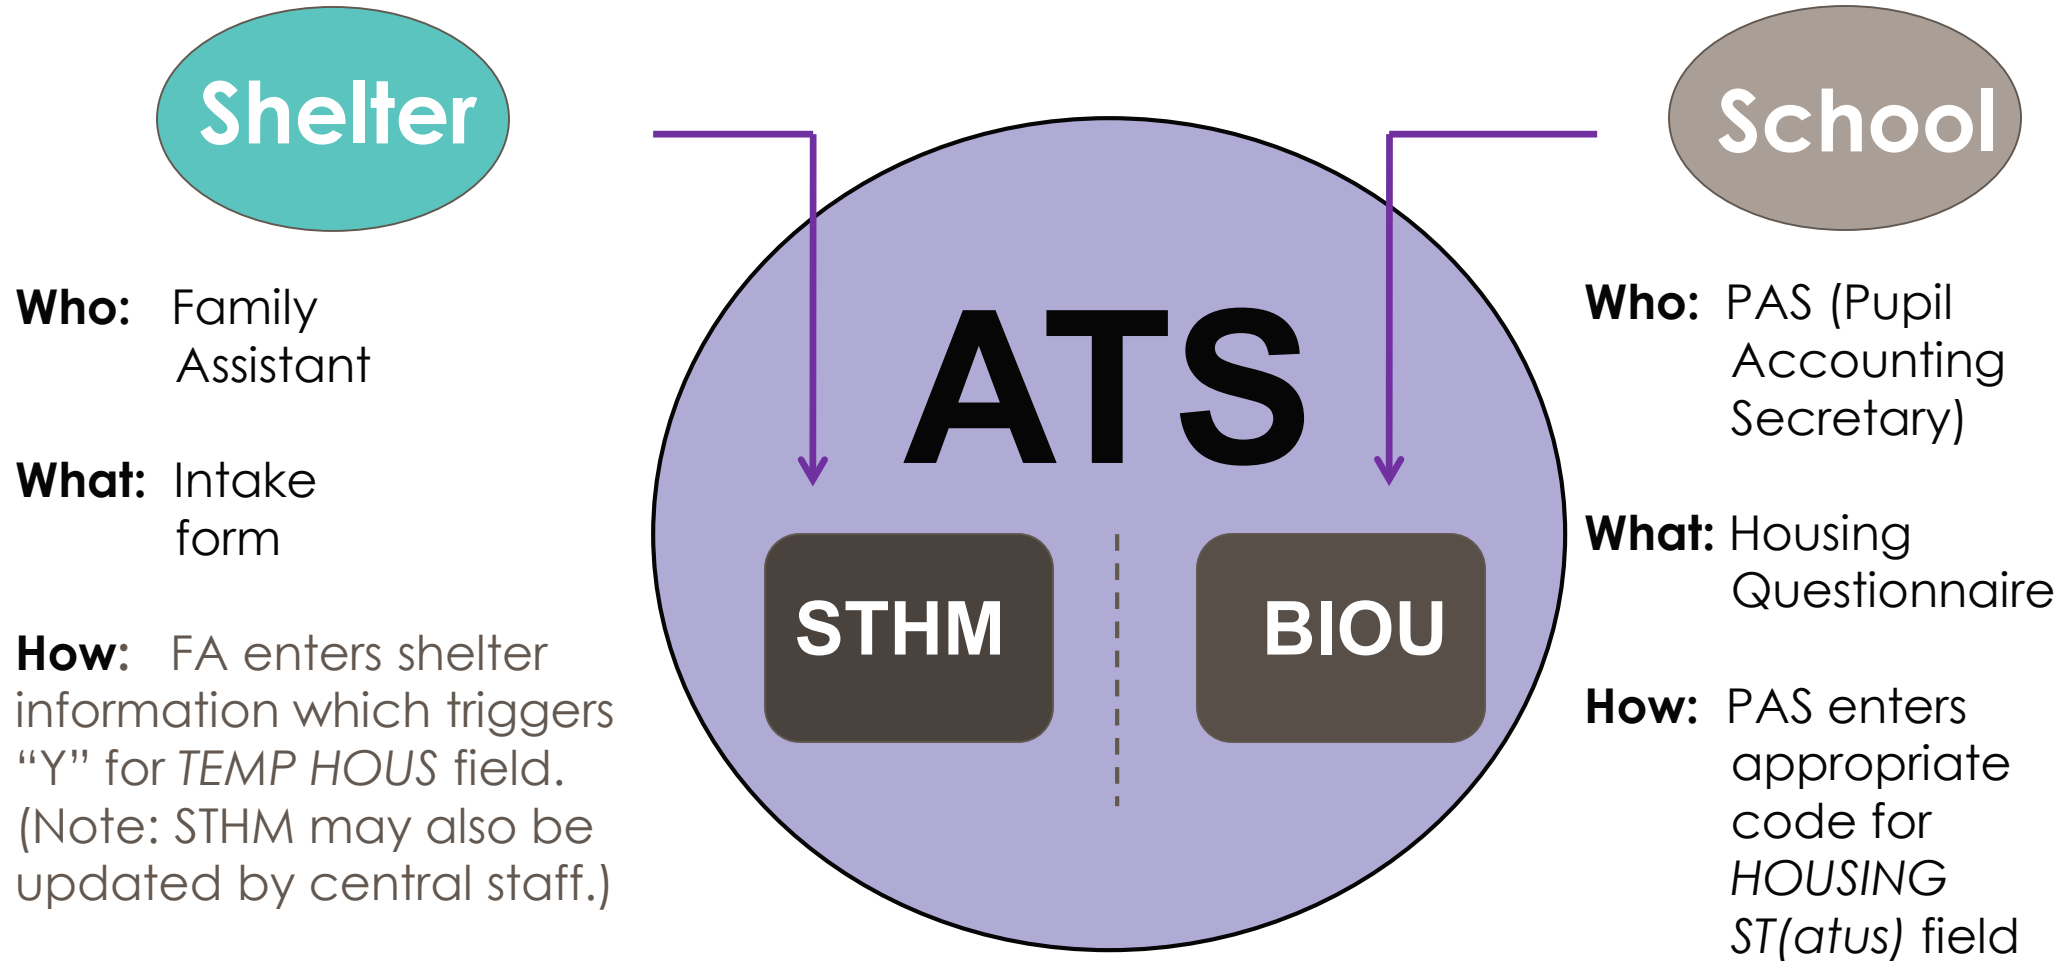 Shelter
Who: Family
Assistant
What: Intake
form
How: FA enters shelter
information which triggers
“Y” for TEMP HOUS field.
(Note: STHM may also be
updated by central staff.)
ATS
STHM
BIOU
School
Who: PAS (Pupil
Accounting
Secretary)
What: Housing
Questionnaire
How: PAS enters
appropriate
code for
HOUSING
ST(atus) field